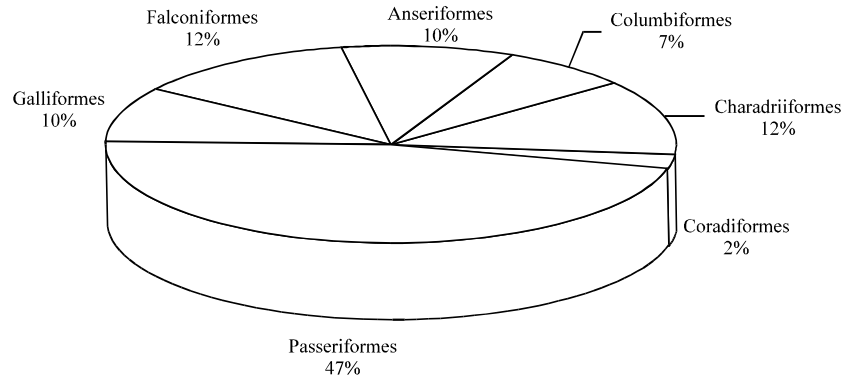 Falconiformes
12%
Anseriformes
10%
Columbiformes
7%
Galliformes
10%
Charadriiformes
12%
Coradiformes
2%
Passeriformes
47%